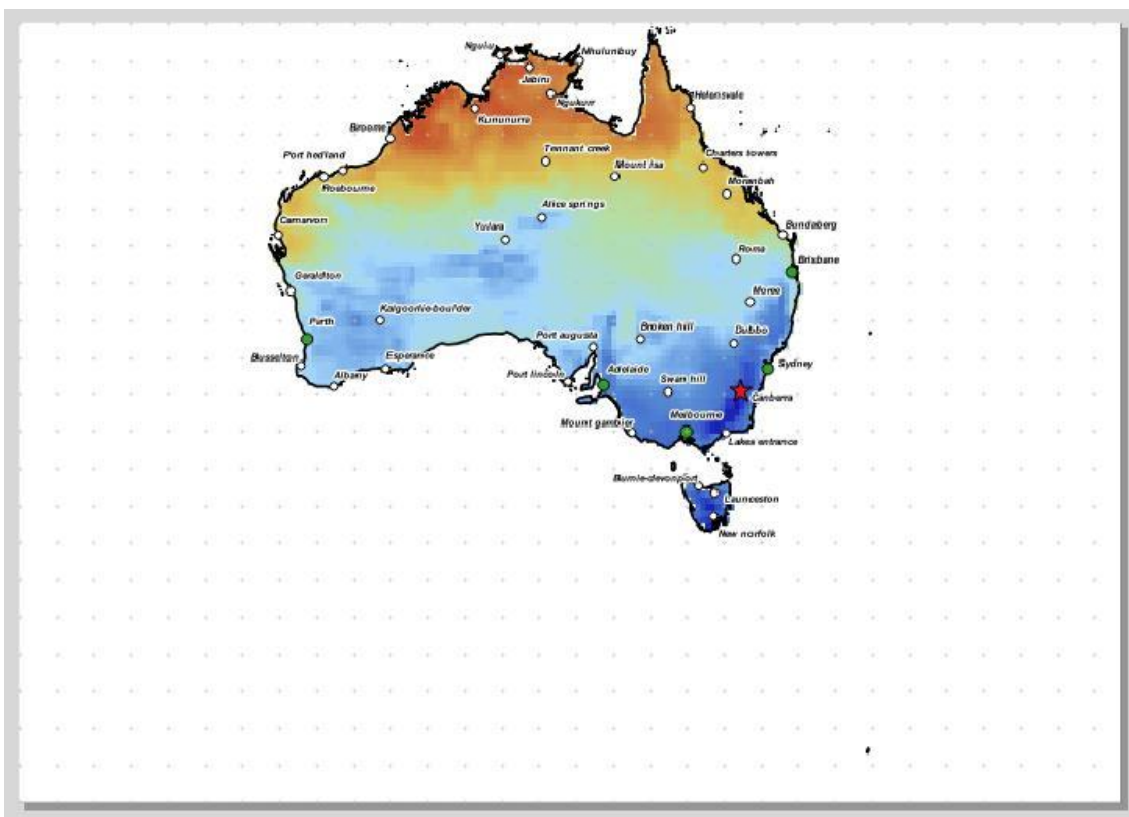 Nguiu
Nhulunbuy
Jabiru
Ngukurr
Helensvale
Kununurra
Broome
Tennant creek
Charters towers
Port hedland
Mount isa
Moranbah
Roebourne
Alice springs
Carnarvon
Yulara
Bundaberg
Roma
Brisbane
Geraldton
Moree
Kalgoorlie-boulder
Perth
Broken hill
Dubbo
Port augusta
Busselton
Esperance
Sydney
Adelaide
Albany
Port lincoln
Swan hill
Canberra
Melbourne
Mount gambier
Lakes entrance
Burnie-devonport
Launceston
New norfolk